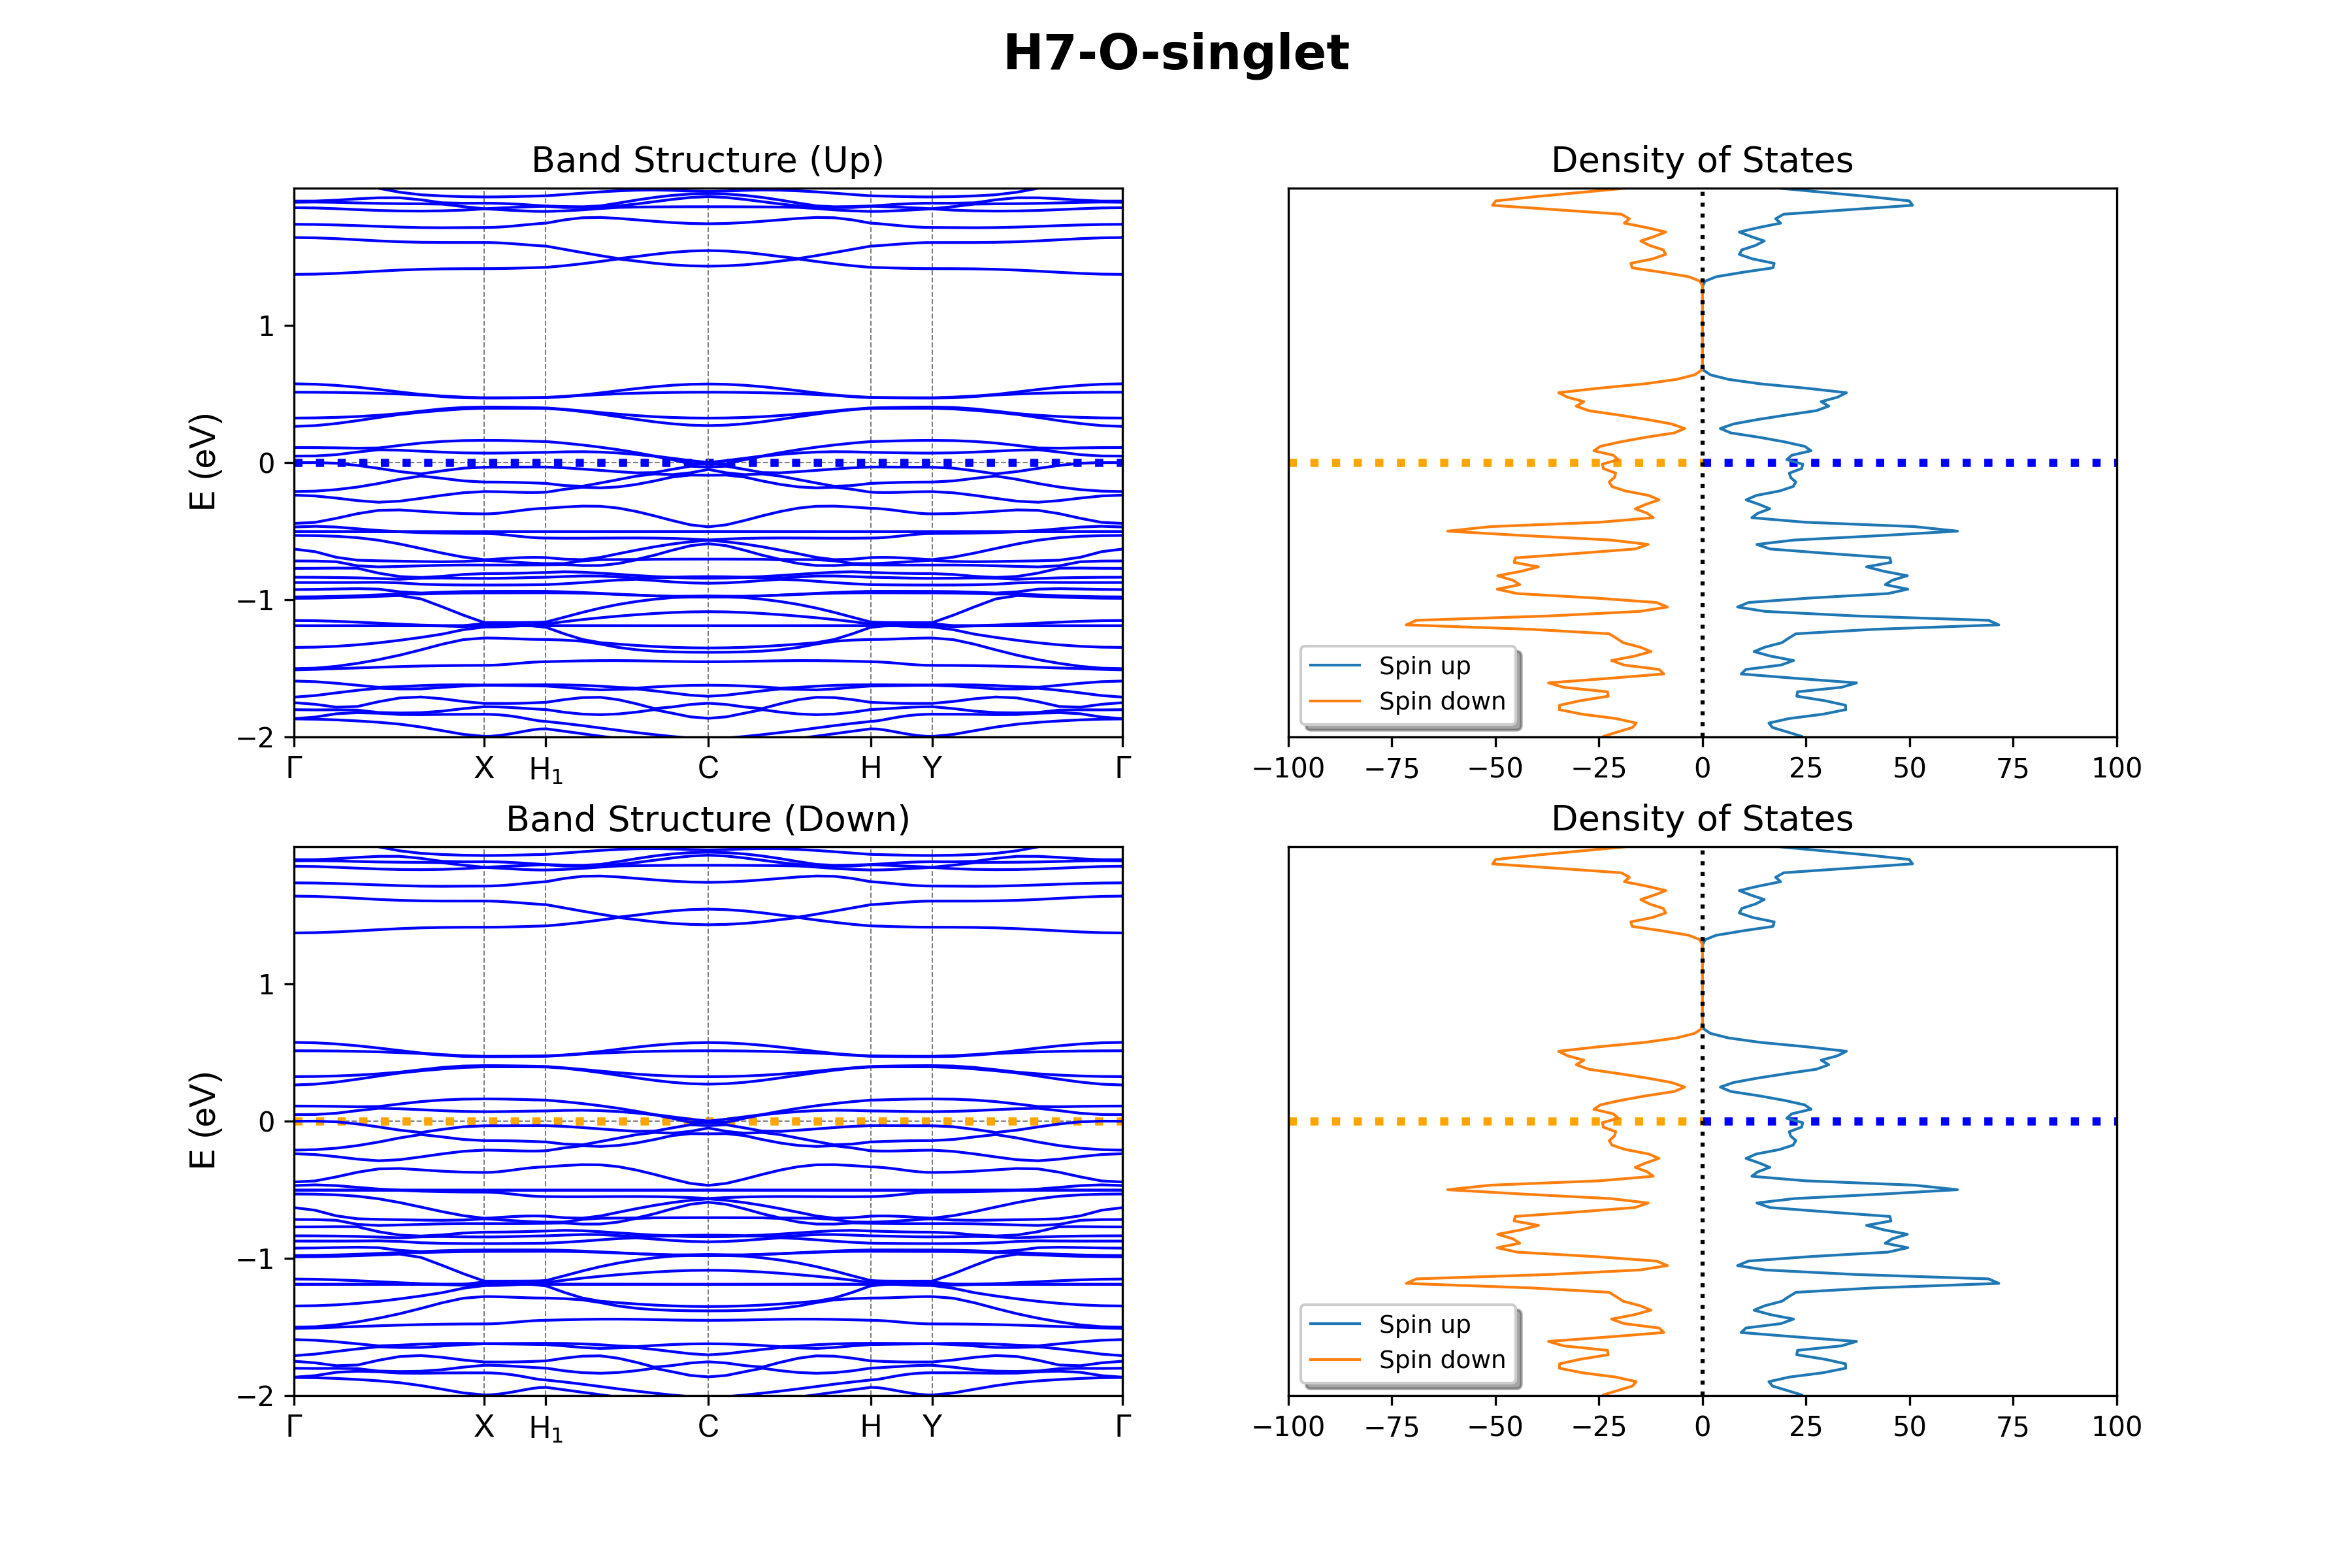 H7-O-singlet
Band Structure (Up)
E (eV)
1
0
−1
−2
Γ X H₁ C H Y Γ
Density of States
Spin up
Spin down
−100 −75 −50 −25 0 25 50 75 100
Band Structure (Down)
E (eV)
1
0
−1
−2
Γ X H₁ C H Y Γ
Density of States
Spin up
Spin down
−100 −75 −50 −25 0 25 50 75 100